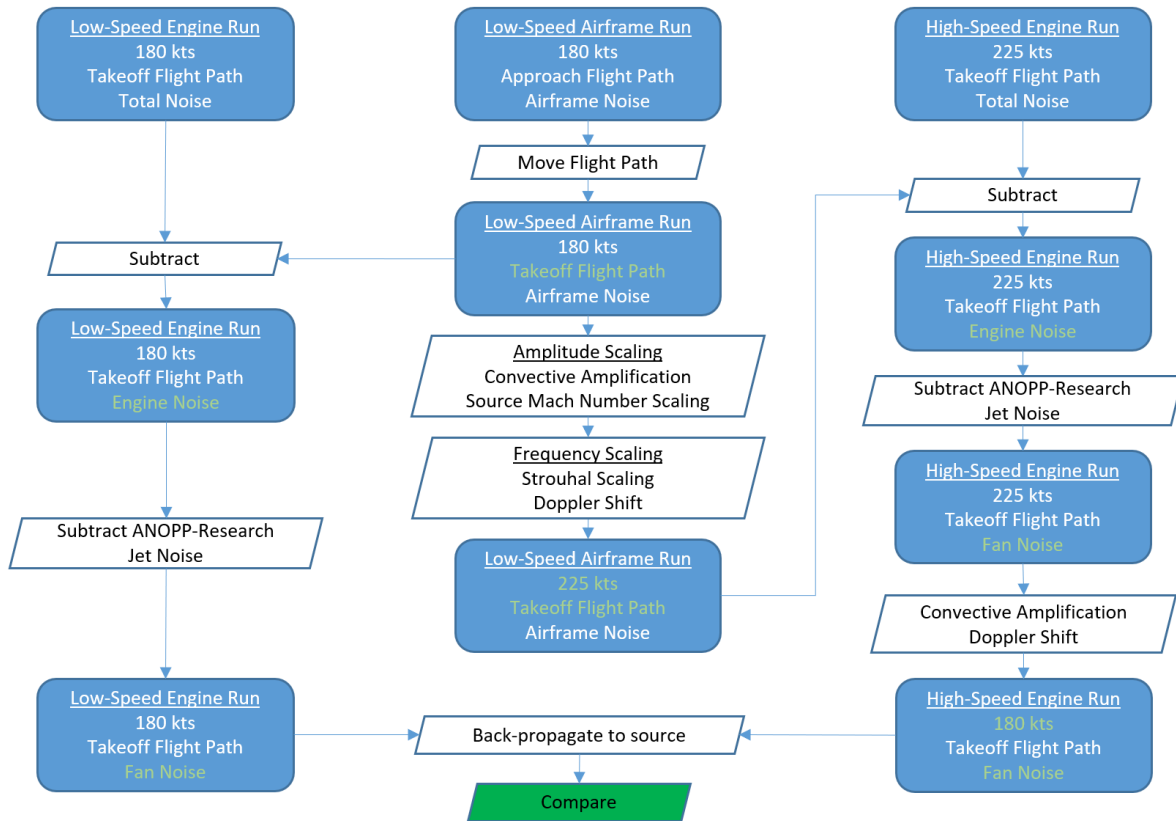 Low-Speed Engine Run
180 kts
Takeoff Flight Path
Total Noise
Low-Speed Airframe Run
180 kts
Approach Flight Path
Airframe Noise
High-Speed Engine Run
225 kts
Takeoff Flight Path
Total Noise
Move Flight Path
Subtract
Low-Speed Airframe Run
180 kts
Takeoff Flight Path
Airframe Noise
Subtract
High-Speed Engine Run
225 kts
Takeoff Flight Path
Engine Noise
Low-Speed Engine Run
180 kts
Takeoff Flight Path
Engine Noise
Amplitude Scaling
Convective Amplification
Source Mach Number Scaling
Subtract ANOPP-Research
Jet Noise
Frequency Scaling
Strouhal Scaling
Doppler Shift
High-Speed Engine Run
225 kts
Takeoff Flight Path
Fan Noise
Subtract ANOPP-Research
Jet Noise
Low-Speed Airframe Run
225 kts
Takeoff Flight Path
Airframe Noise
Convective Amplification
Doppler Shift
Low-Speed Engine Run
180 kts
Takeoff Flight Path
Fan Noise
Back-propagate to source
High-Speed Engine Run
180 kts
Takeoff Flight Path
Fan Noise
Compare